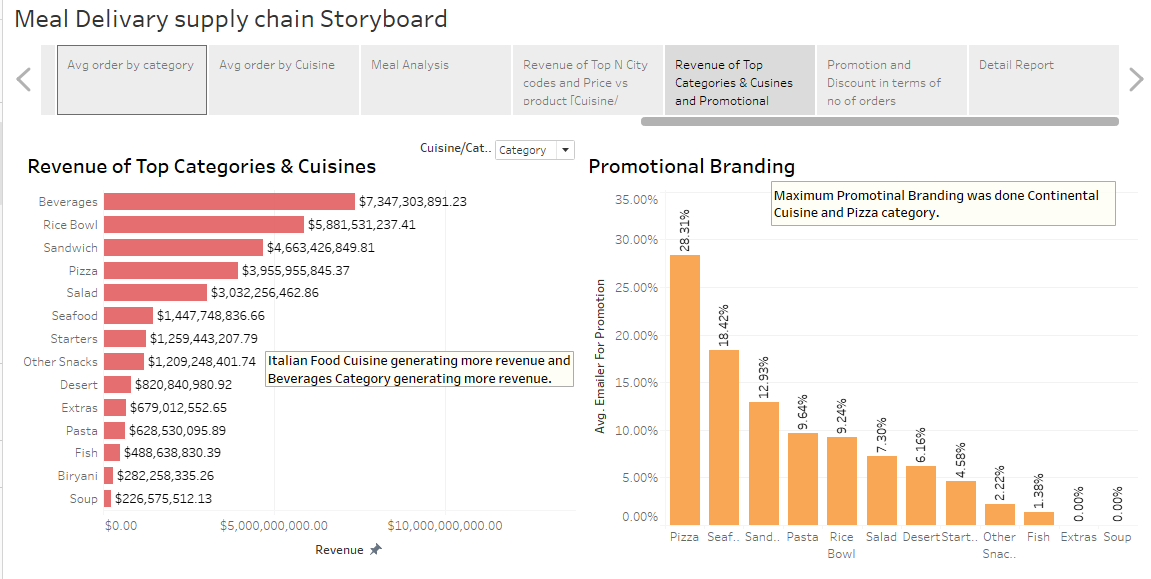 Meal Delivary supply chain Storyboard
Avg order by category
Avg order by Cuisine
Meal Analysis
Revenue of Top N City
codes and Price vs
product [Cuisine/
Revenue of Top
Categories & Cusines
and Promotional
Promotion and
Discount in terms of
no of orders
Detail Report
Cuisine/Cat..
Category
Revenue of Top Categories & Cuisines
Beverages $7,347,303,891.23
Rice Bowl $5,881,531,237.41
Sandwich $4,663,426,849.81
Pizza $3,955,955,845.37
Salad $3,032,256,462.86
Seafood $1,447,748,836.66
Starters $1,259,443,207.79
Other Snacks $1,209,248,401.74
Desert $820,840,980.92
Extras $679,012,552.65
Pasta $628,530,095.89
Fish $488,638,830.39
Biryani $282,258,335.26
Soup $226,575,512.13
Italian Food Cuisine generating more revenue and
Beverages Category generating more revenue.
$0.00 $5,000,000,000.00 $10,000,000,000.00
Revenue
Promotional Branding
Maximum Promotinal Branding was done Continental
Cuisine and Pizza category.
Avg. Emailer For Promotion
35.00%
30.00%
25.00%
20.00%
15.00%
10.00%
5.00%
0.00%
28.31%
18.42%
12.93%
9.64%
9.24%
7.30%
6.16%
4.58%
2.22%
1.38%
0.00%
0.00%
Pizza Seaf.. Sand.. Pasta Rice Salad Desert Start.. Other Fish Extras Soup
Bowl Snac..